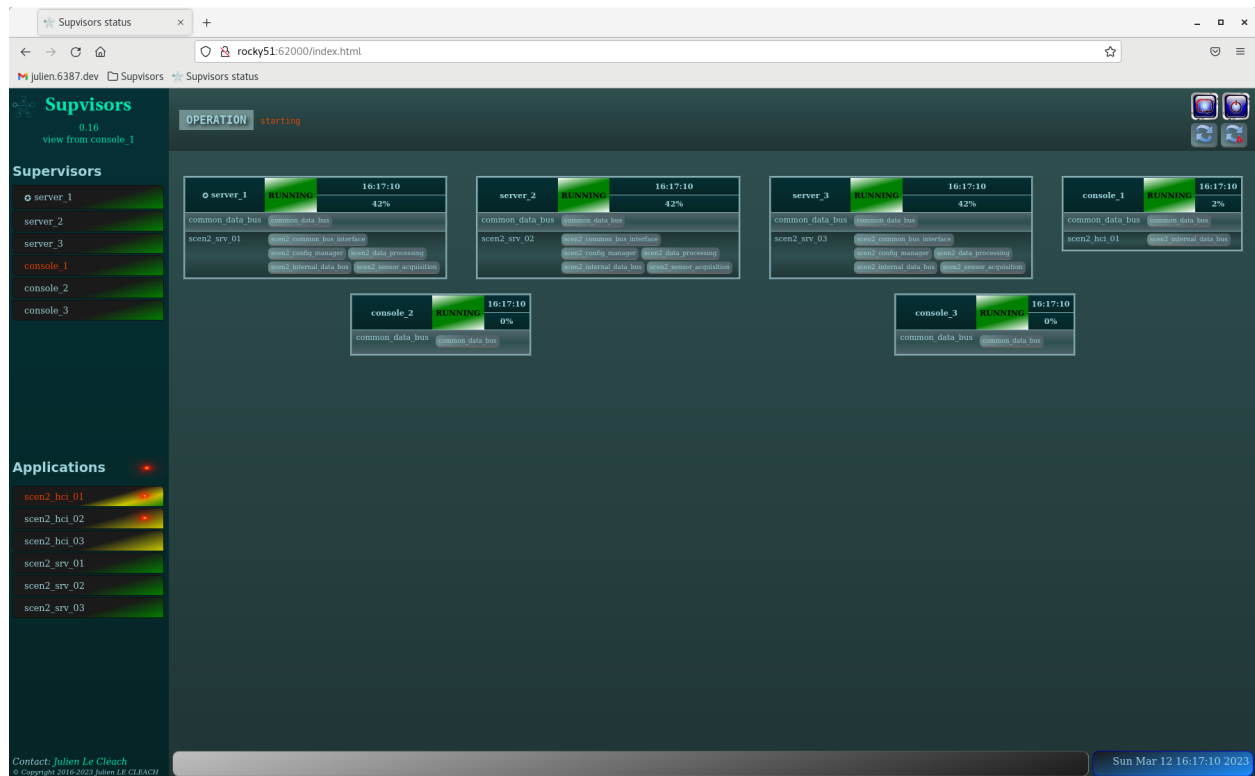 Supvisors status × +
rocky51:62000/index.html
julien.6387.dev Supvisors Supvisors status
Supvisors
0.16
view from console_1
OPERATION starting
Supervisors
server_1
server_2
server_3
console_1
console_2
console_3
server_1 RUNNING 16:17:10
42%
common_data_bus common_data_bus
scen2_srv_01 scen2_common_bus_interface
scen2_config_manager scen2_data_processing
scen2_internal_data_bus scen2_sensor_acquisition
server_2 RUNNING 16:17:10
42%
common_data_bus common_data_bus
scen2_srv_02 scen2_common_bus_interface
scen2_config_manager scen2_data_processing
scen2_internal_data_bus scen2_sensor_acquisition
server_3 RUNNING 16:17:10
42%
common_data_bus common_data_bus
scen2_srv_03 scen2_common_bus_interface
scen2_config_manager scen2_data_processing
scen2_internal_data_bus scen2_sensor_acquisition
console_1 RUNNING 16:17:10
2%
common_data_bus common_data_bus
scen2_hci_01 scen2_internal_data_bus
console_2 RUNNING 16:17:10
0%
common_data_bus common_data_bus
console_3 RUNNING 16:17:10
0%
common_data_bus common_data_bus
Applications
scen2_hci_01
scen2_hci_02
scen2_hci_03
scen2_srv_01
scen2_srv_02
scen2_srv_03
Contact: Julien Le Cléach
© Copyright 2016-2023 Julien LE CLEACH
Sun Mar 12 16:17:10 2023